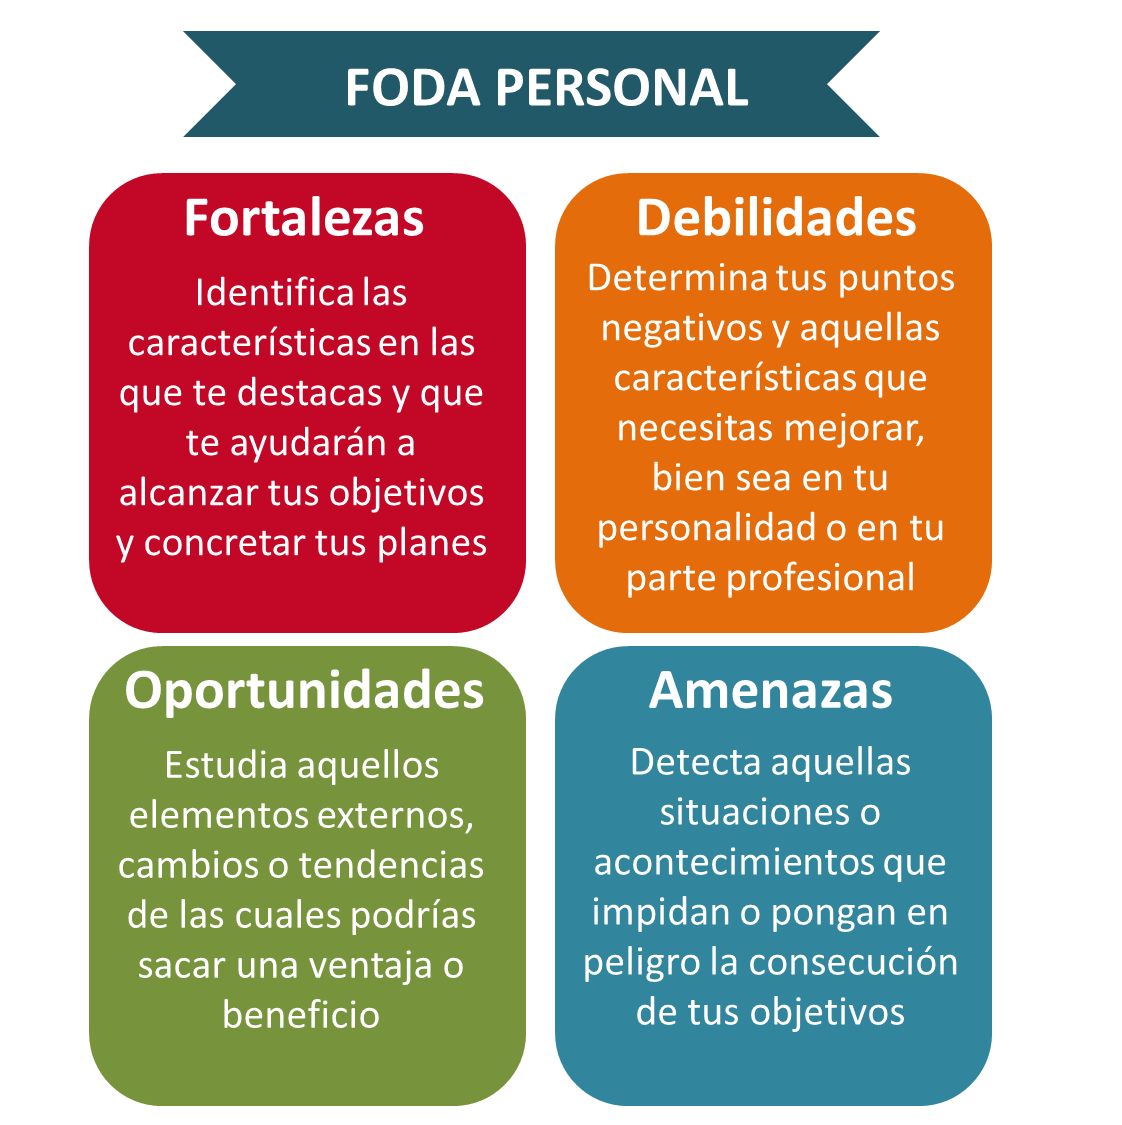 FODA PERSONAL
Fortalezas
Identifica las
características en las
que te destacas y que
te ayudarán a
alcanzar tus objetivos
y concretar tus planes
Debilidades
Determina tus puntos
negativos y aquellas
características que
necesitas mejorar,
bien sea en tu
personalidad o en tu
parte profesional
Oportunidades
Estudia aquellos
elementos externos,
cambios o tendencias
de las cuales podrías
sacar una ventaja o
beneficio
Amenazas
Detecta aquellas
situaciones o
acontecimientos que
impidan o pongan en
peligro la consecución
de tus objetivos